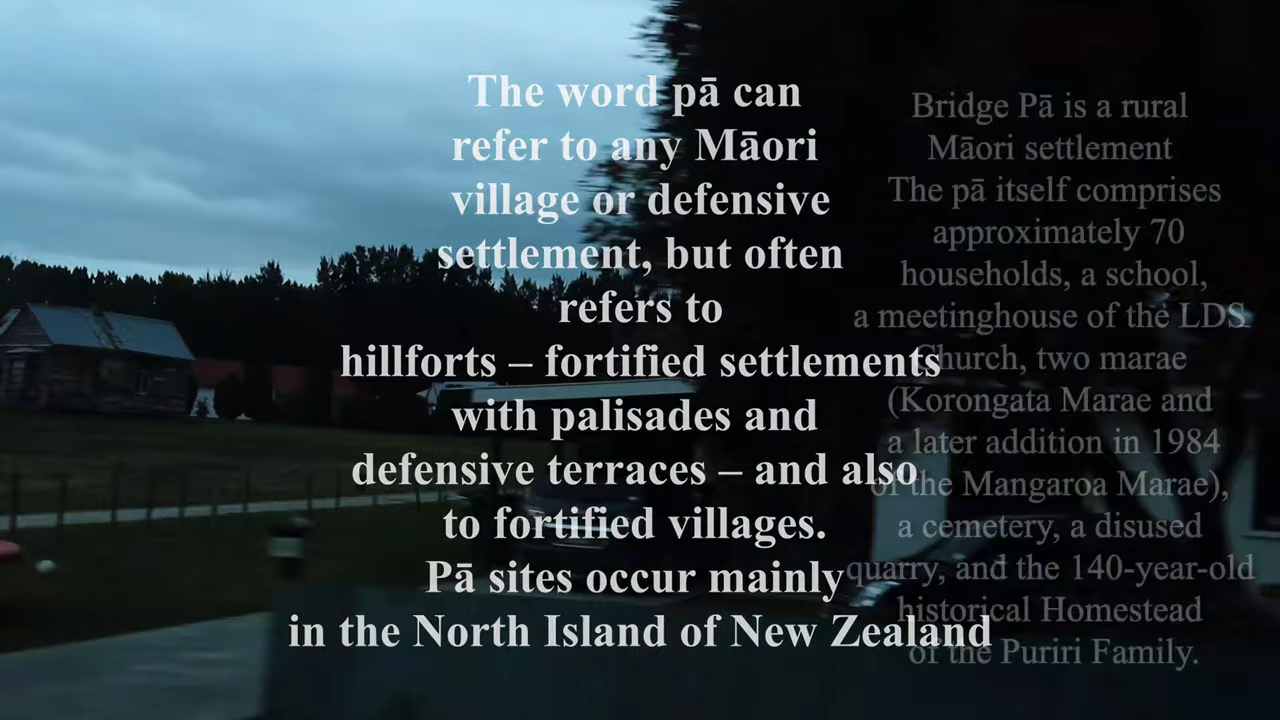 The word pā can
refer to any Māori
village or defensive
settlement, but often
refers to
hillforts – fortified settlements
with palisades and
defensive terraces – and also
to fortified villages.
Pā sites occur mainly
in the North Island of New Zealand
Bridge Pā is a rural
Māori settlement
The pā itself comprises
approximately 70
households, a school,
a meetinghouse of the LDS
Church, two marae
(Korongata Marae and
a later addition in 1984
of the Mangaroa Marae),
a cemetery, a disused
quarry, and the 140-year-old
historical Homestead
of the Puriri Family.